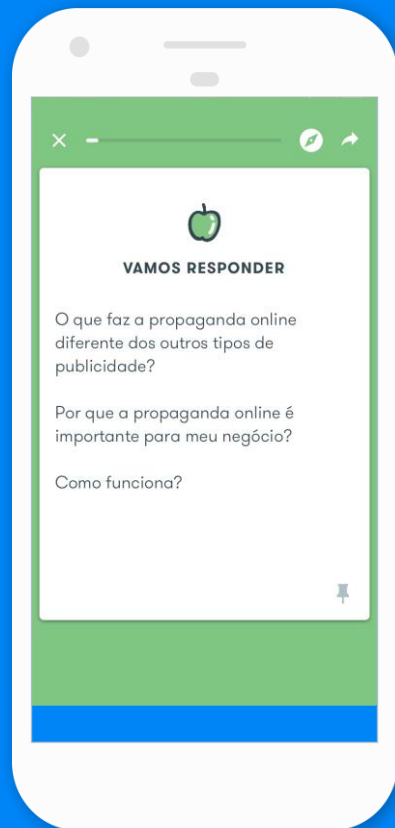 VAMOS RESPONDER
O que faz a propaganda online
diferente dos outros tipos de
publicidade?
Por que a propaganda online é
importante para meu negócio?
Como funciona?